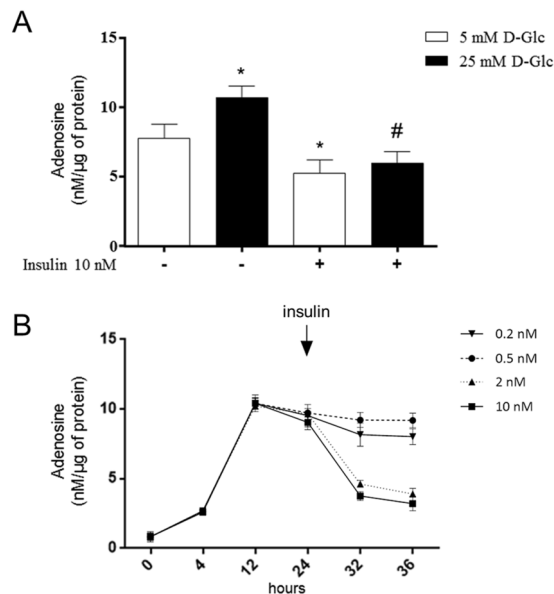 A
5 mM D-Glc
25 mM D-Glc
Adenosine
(nM/µg of protein)
15
10
5
0
*
*
#
Insulin 10 nM - - + +
B
insulin
0.2 nM
0.5 nM
2 nM
10 nM
Adenosine
(nM/µg of protein)
15
10
5
0
0 4 12 24 32 36
hours